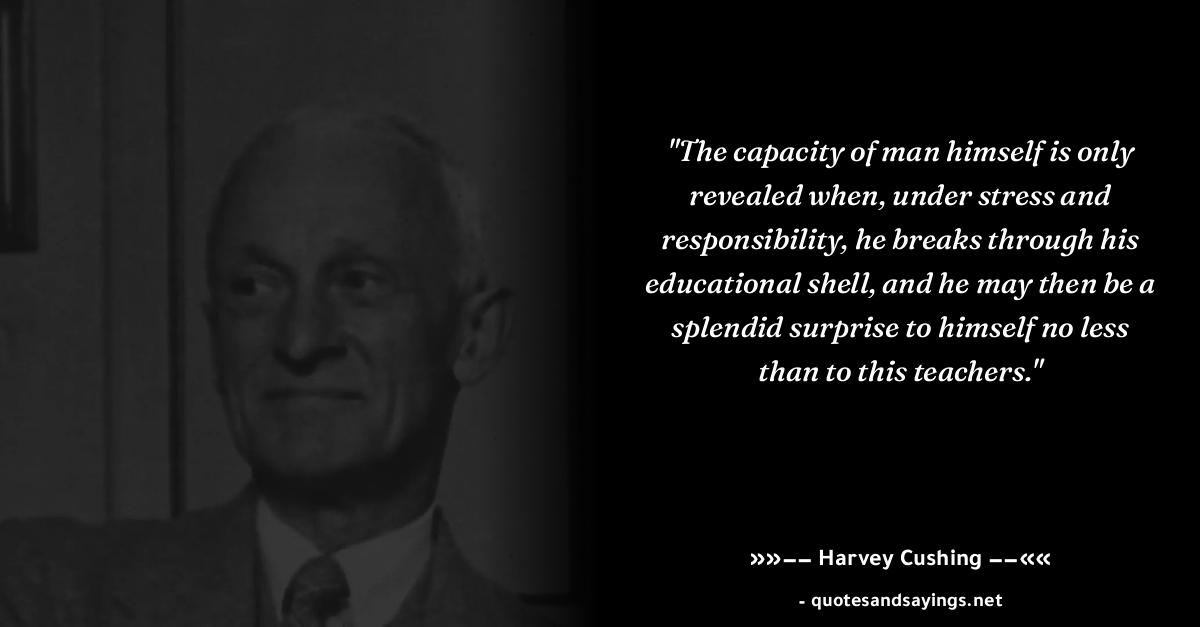 "The capacity of man himself is only
revealed when, under stress and
responsibility, he breaks through his
educational shell, and he may then be a
splendid surprise to himself no less
than to this teachers."
»»–– Harvey Cushing ––««
- quotesandsayings.net